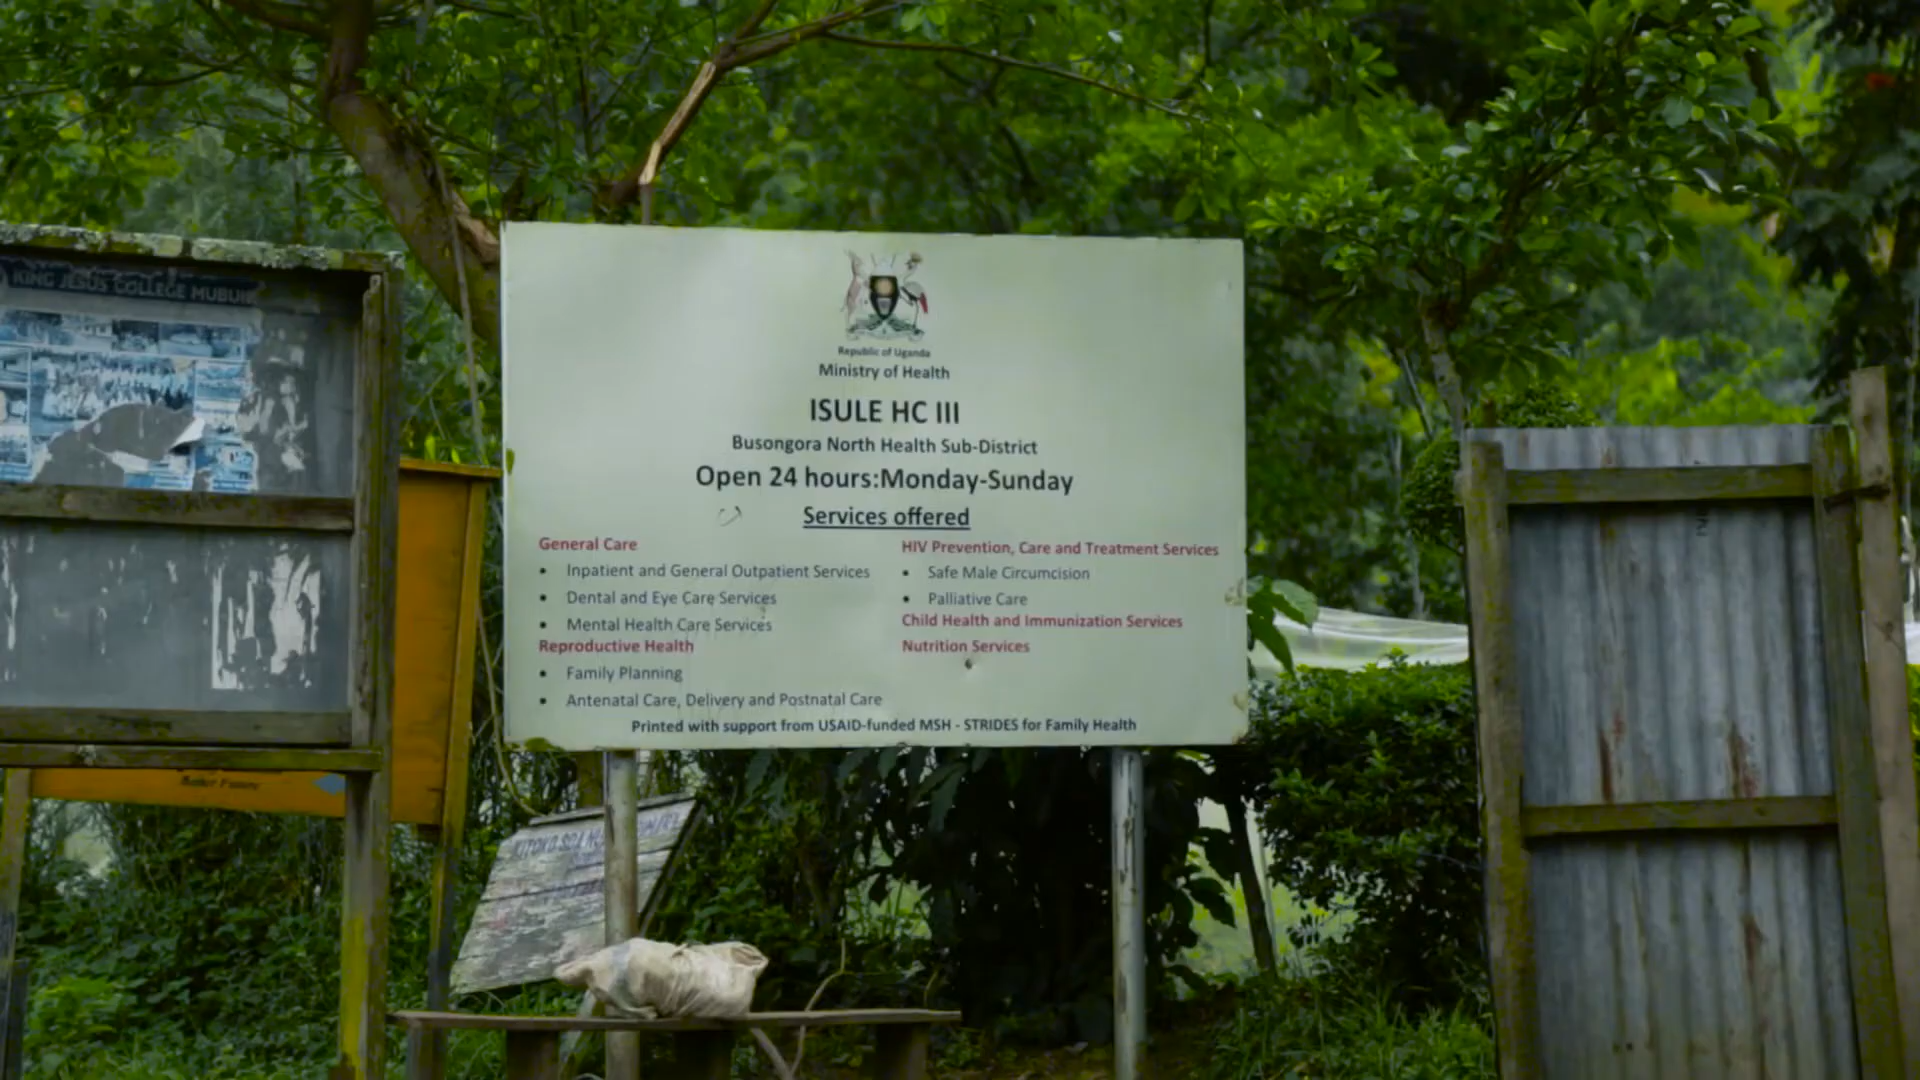 KING JESUS COLLEGE
Republic of Uganda
Ministry of Health
ISULE HC III
Busongora North Health Sub-District
Open 24 hours:Monday-Sunday
Services offered
General Care
• Inpatient and General Outpatient Services
• Dental and Eye Care Services
• Mental Health Care Services
Reproductive Health
• Family Planning
• Antenatal Care, Delivery and Postnatal Care
HIV Prevention, Care and Treatment Services
• Safe Male Circumcision
• Palliative Care
Child Health and Immunization Services
Nutrition Services
Printed with support from USAID-funded MSH - STRIDES for Family Health